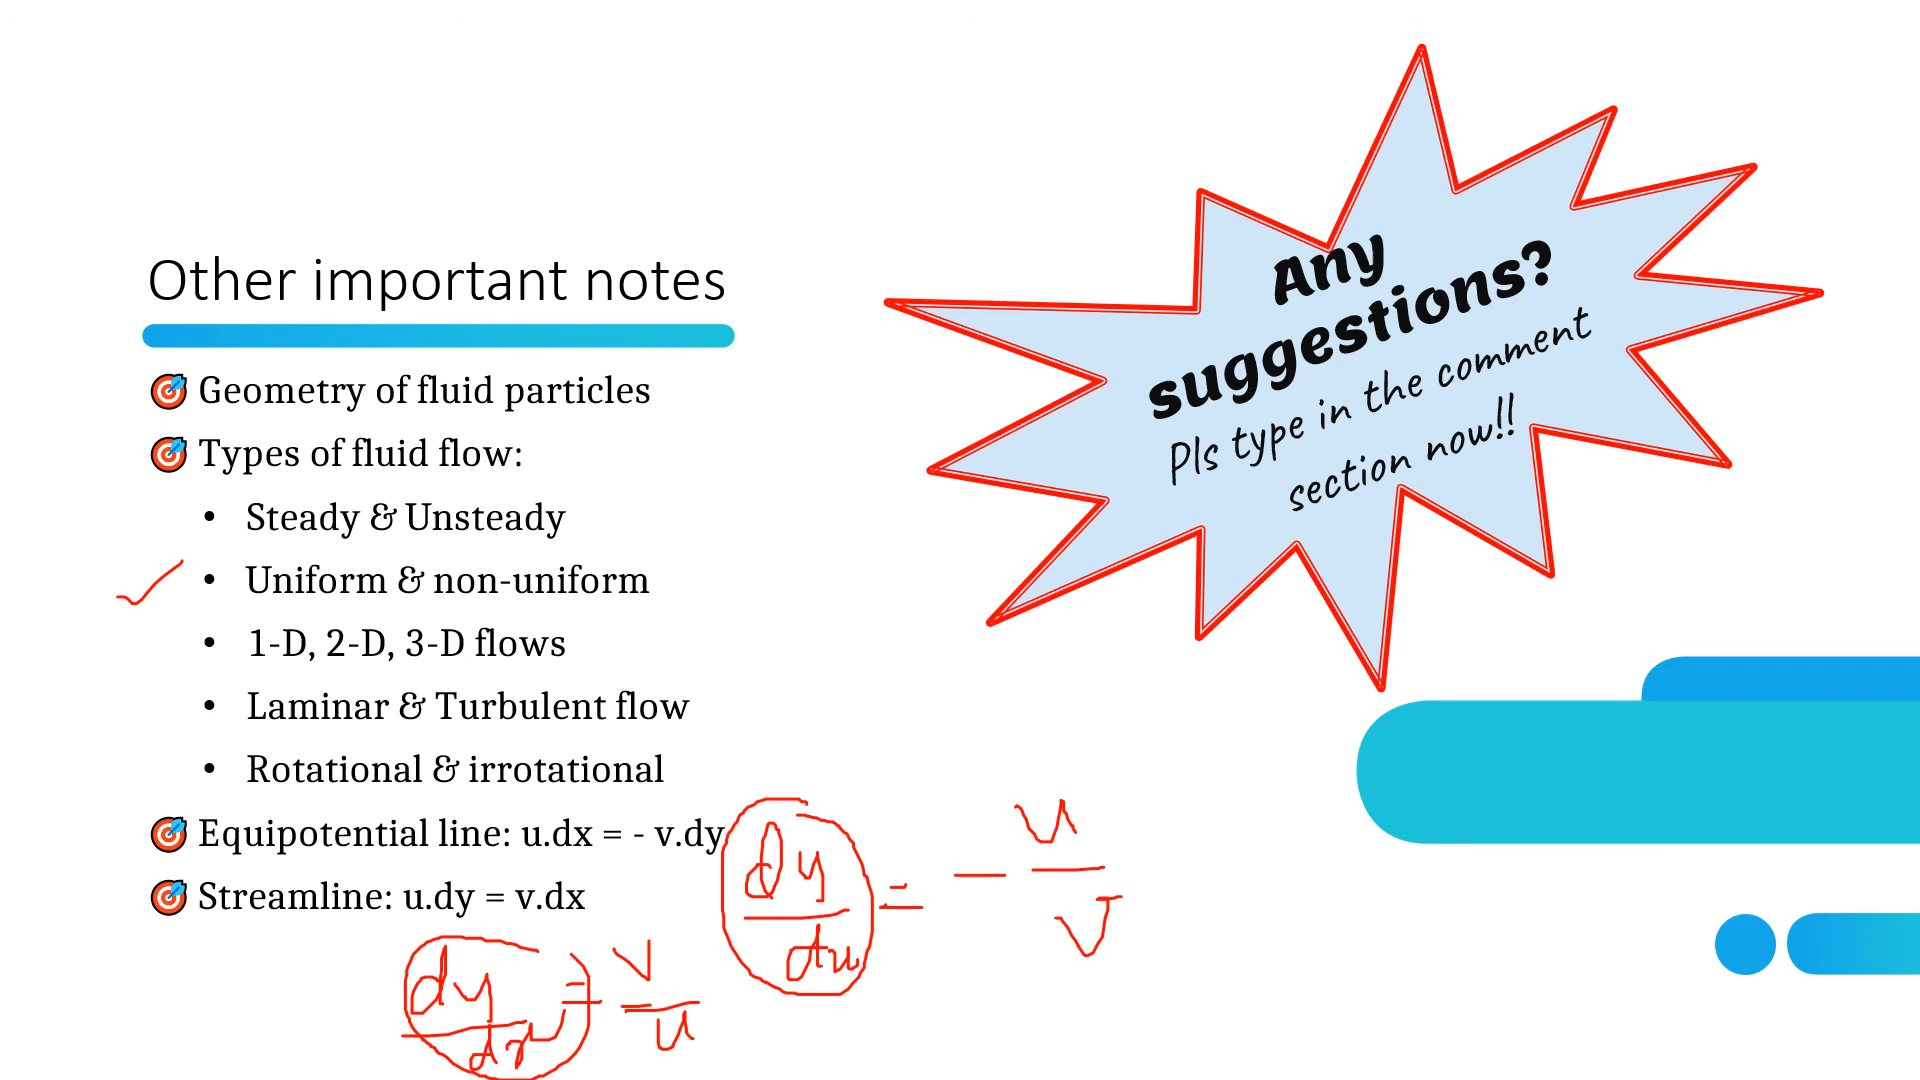 Other important notes
🎯 Geometry of fluid particles
🎯 Types of fluid flow:
• Steady & Unsteady
• Uniform & non-uniform
• 1-D, 2-D, 3-D flows
• Laminar & Turbulent flow
• Rotational & irrotational
🎯 Equipotential line: u.dx = - v.dy
🎯 Streamline: u.dy = v.dx
dy/dx = - u/v
dy/dx = v/u
Any
suggestions?
Pls type in the comment
section now!!